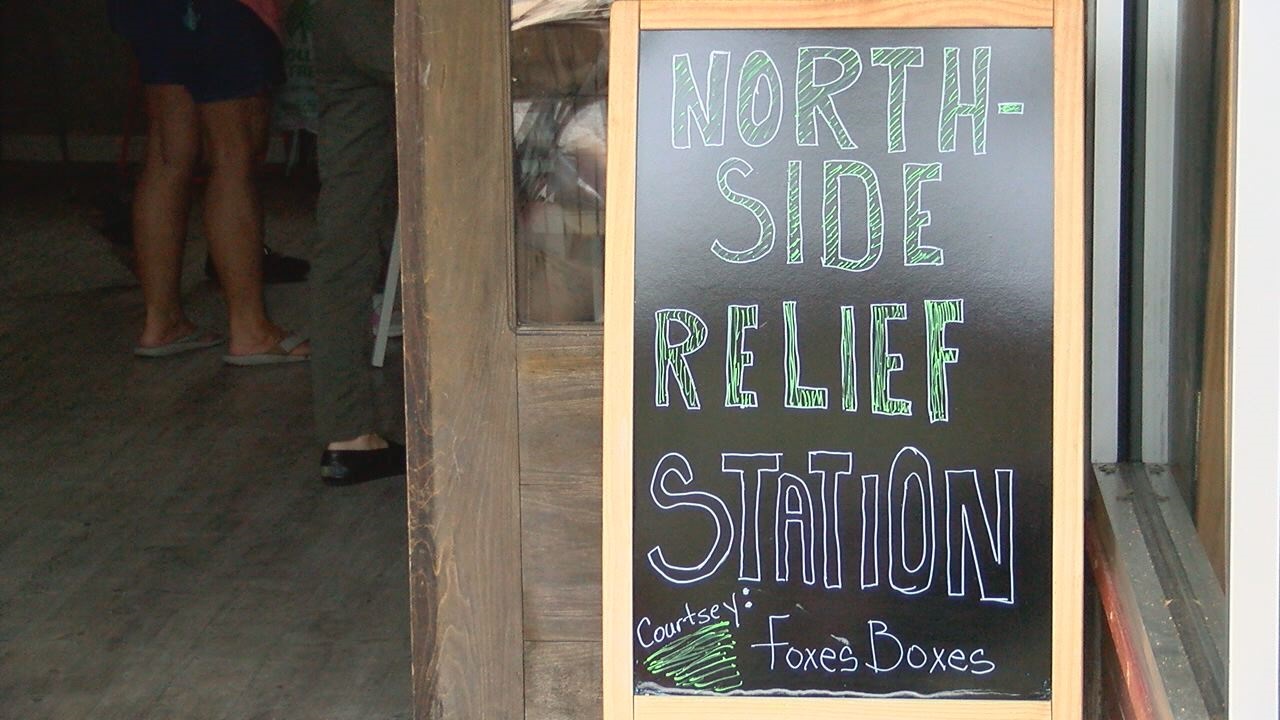 NORTH-
SIDE
RELIEF
STATION
Courtsey:
Foxes Boxes